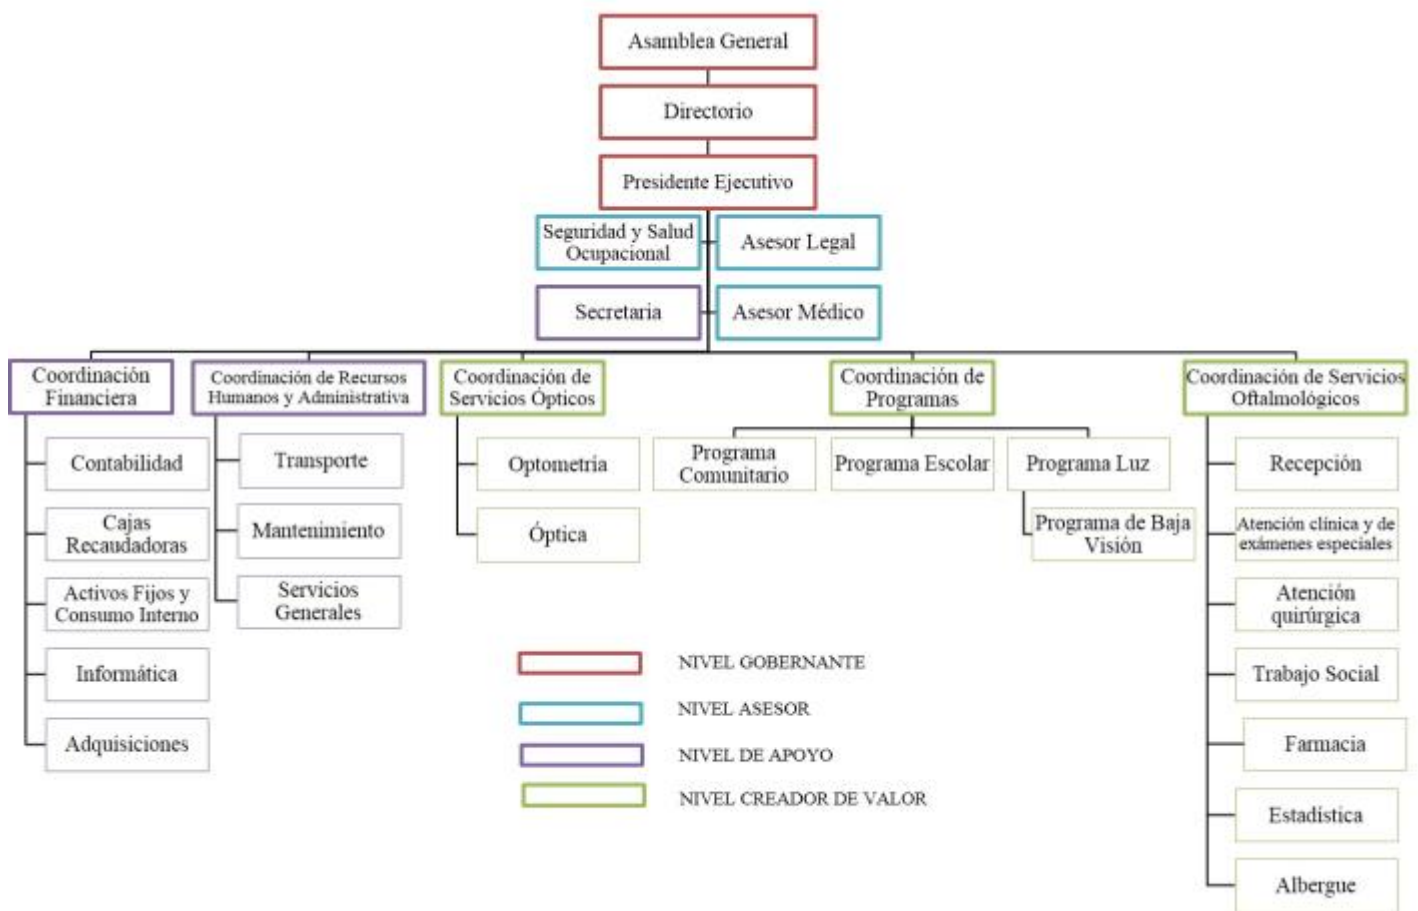 Asamblea General
Directorio
Presidente Ejecutivo
Seguridad y Salud
Ocupacional
Asesor Legal
Secretaria
Asesor Médico
Coordinación
Financiera
Coordinación de Recursos
Humanos y Administrativa
Coordinación de
Servicios Ópticos
Coordinación de
Programas
Coordinación de Servicios
Oftalmológicos
Contabilidad
Cajas
Recaudadoras
Activos Fijos y
Consumo Interno
Informática
Adquisiciones
Transporte
Mantenimiento
Servicios
Generales
Optometría
Óptica
Programa
Comunitario
Programa Escolar
Programa Luz
Programa de Baja
Visión
Recepción
Atención clínica y de
exámenes especiales
Atención
quirúrgica
Trabajo Social
Farmacia
Estadística
Albergue
NIVEL GOBERNANTE
NIVEL ASESOR
NIVEL DE APOYO
NIVEL CREADOR DE VALOR